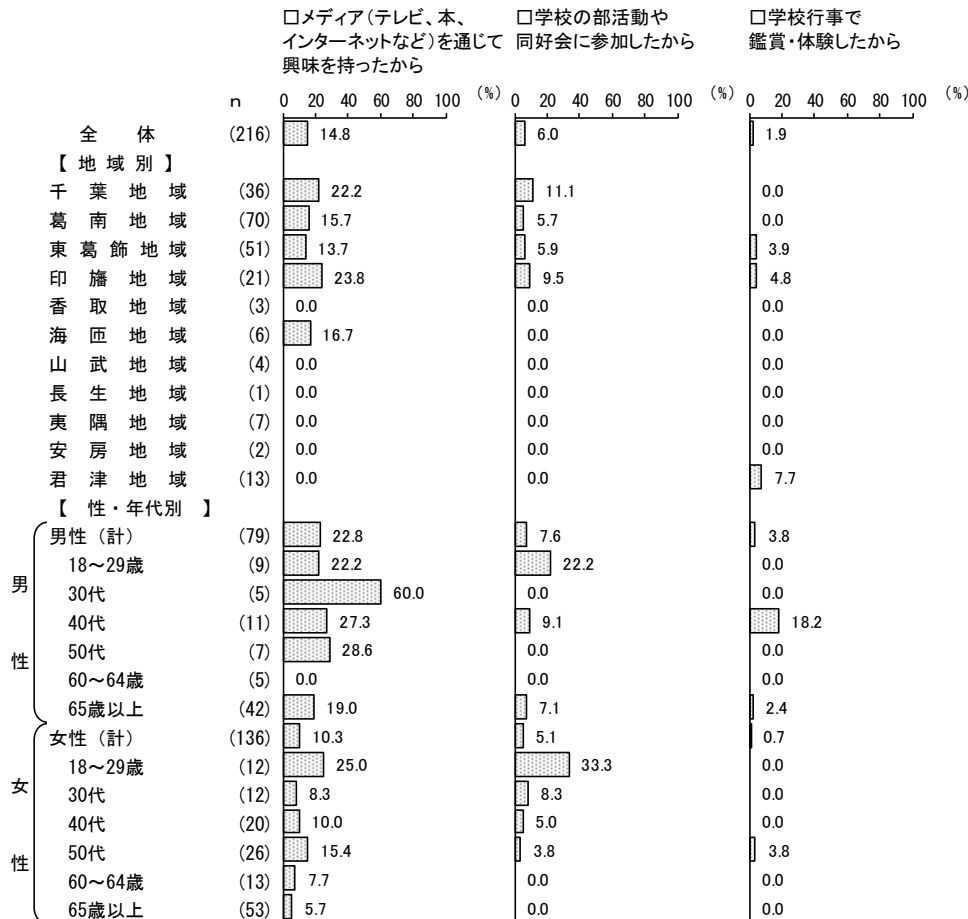 □メディア(テレビ、本、
インターネットなど)を通じて
興味を持ったから
□学校の部活動や
同好会に参加したから
□学校行事で
鑑賞・体験したから
n 0 20 40 60 80 100 (%) 0 20 40 60 80 100 (%) 0 20 40 60 80 100 (%)
全 体 (216) 14.8 6.0 1.9
【 地 域 別 】
千 葉 地 域 (36) 22.2 11.1 0.0
葛 南 地 域 (70) 15.7 5.7 0.0
東 葛 飾 地 域 (51) 13.7 5.9 3.9
印 旛 地 域 (21) 23.8 9.5 4.8
香 取 地 域 (3) 0.0 0.0 0.0
海 匝 地 域 (6) 16.7 0.0 0.0
山 武 地 域 (4) 0.0 0.0 0.0
長 生 地 域 (1) 0.0 0.0 0.0
夷 隅 地 域 (7) 0.0 0.0 0.0
安 房 地 域 (2) 0.0 0.0 0.0
君 津 地 域 (13) 0.0 0.0 7.7
【 性・年代別 】
男性(計) (79) 22.8 7.6 3.8
18~29歳 (9) 22.2 22.2 0.0
30代 (5) 60.0 0.0 0.0
40代 (11) 27.3 9.1 18.2
50代 (7) 28.6 0.0 0.0
60~64歳 (5) 0.0 0.0 0.0
65歳以上 (42) 19.0 7.1 2.4
男性
女性(計) (136) 10.3 5.1 0.7
18~29歳 (12) 25.0 33.3 0.0
30代 (12) 8.3 8.3 0.0
40代 (20) 10.0 5.0 0.0
50代 (26) 15.4 3.8 3.8
60~64歳 (13) 7.7 0.0 0.0
65歳以上 (53) 5.7 0.0 0.0
女性